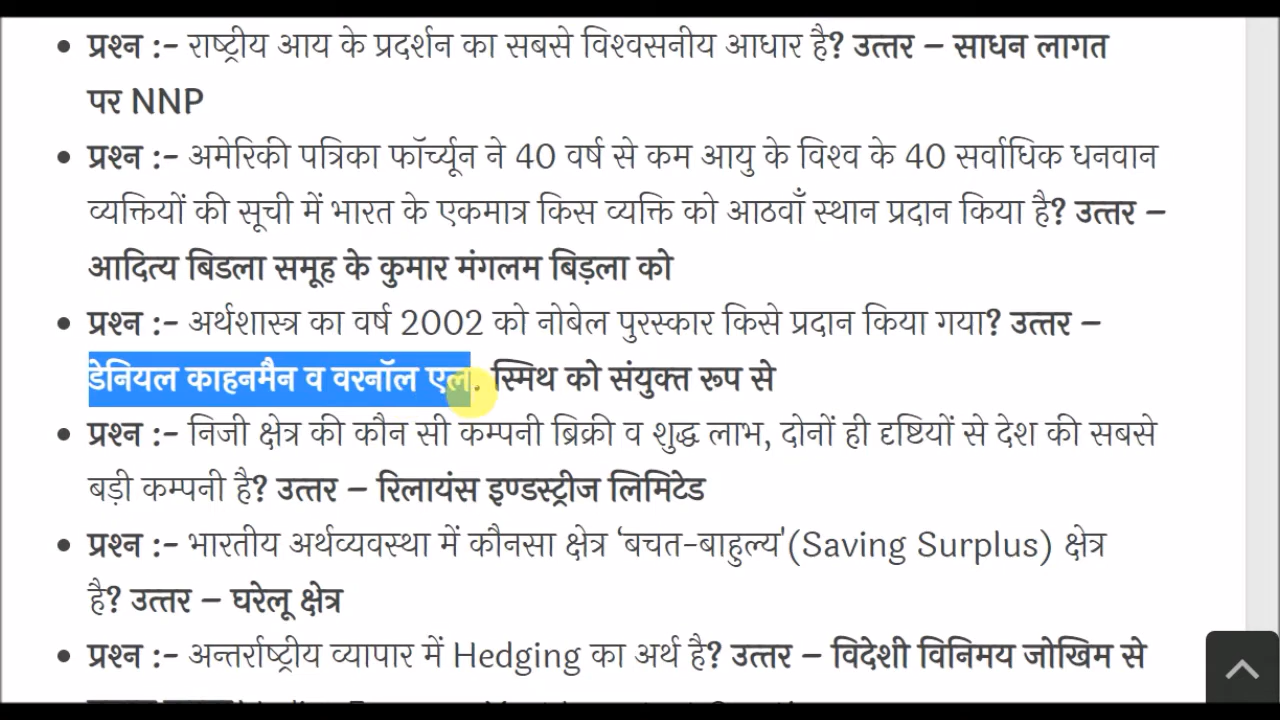 • प्रश्न :- राष्ट्रीय आय के प्रदर्शन का सबसे विश्वसनीय आधार है? उत्तर – साधन लागत
पर NNP
• प्रश्न :- अमेरिकी पत्रिका फॉर्च्यून ने 40 वर्ष से कम आयु के विश्व के 40 सर्वाधिक धनवान
व्यक्तियों की सूची में भारत के एकमात्र किस व्यक्ति को आठवाँ स्थान प्रदान किया है? उत्तर –
आदित्य बिडला समूह के कुमार मंगलम बिड़ला को
• प्रश्न :- अर्थशास्त्र का वर्ष 2002 को नोबेल पुरस्कार किसे प्रदान किया गया? उत्तर –
डेनियल काहनमैन व वरनॉल एल. स्मिथ को संयुक्त रूप से
• प्रश्न :- निजी क्षेत्र की कौन सी कम्पनी ब्रिक्री व शुद्ध लाभ, दोनों ही दृष्टियों से देश की सबसे
बड़ी कम्पनी है? उत्तर – रिलायंस इण्डस्ट्रीज लिमिटेड
• प्रश्न :- भारतीय अर्थव्यवस्था में कौनसा क्षेत्र ‘बचत-बाहुल्य'(Saving Surplus) क्षेत्र
है? उत्तर – घरेलू क्षेत्र
• प्रश्न :- अन्तर्राष्ट्रीय व्यापार में Hedging का अर्थ है? उत्तर – विदेशी विनिमय जोखिम से